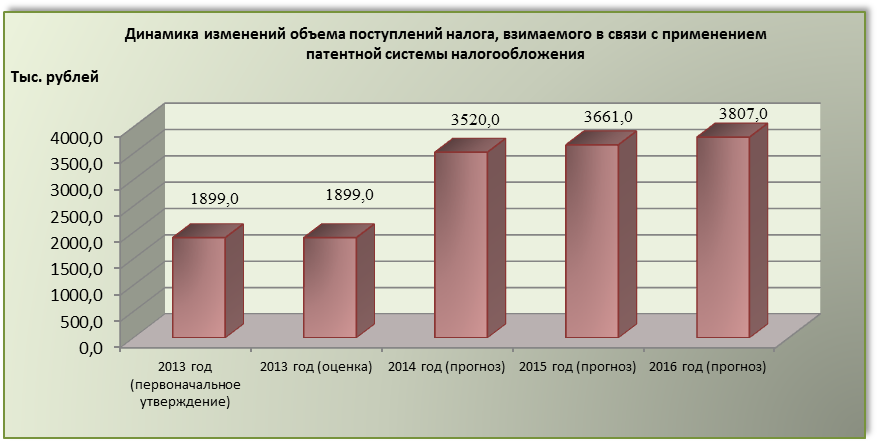 Динамика изменений объема поступлений налога, взимаемого в связи с применением
патентной системы налогообложения
Тыс. рублей
4000,0
3500,0
3000,0
2500,0
2000,0
1500,0
1000,0
500,0
0,0
1899,0
1899,0
3520,0
3661,0
3807,0
2013 год
(первоначальное
утверждение)
2013 год (оценка)
2014 год (прогноз)
2015 год (прогноз)
2016 год (прогноз)